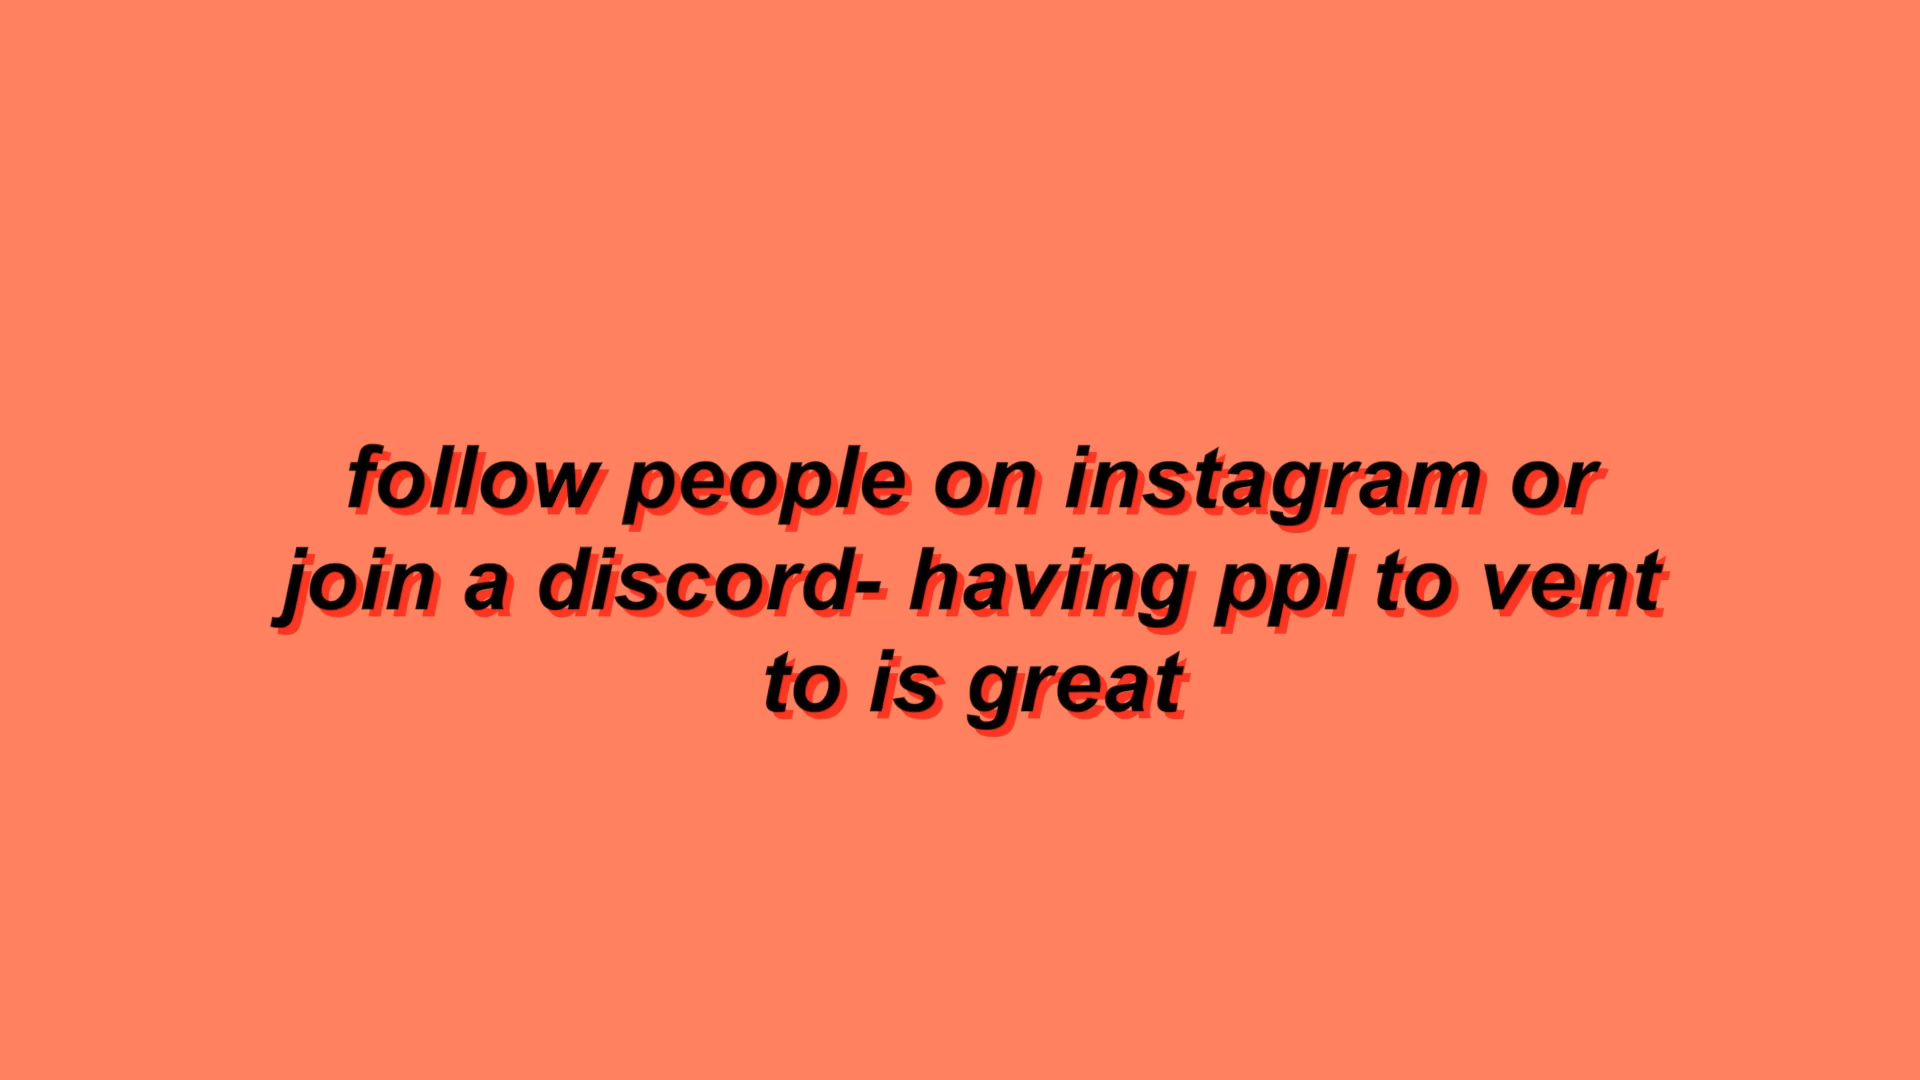 follow people on instagram or
join a discord- having ppl to vent
to is great